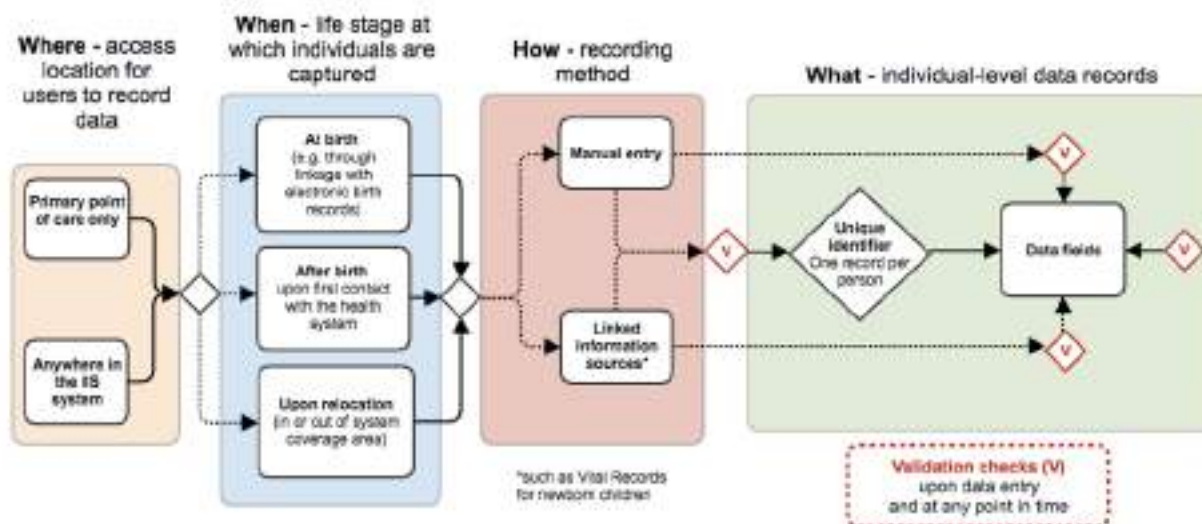 Where - access
location for
users to record
data
Primary point
of care only
Anywhere in
the IIS
system
When - life stage at
which individuals are
captured
At birth
(e.g. through
linkage with
electronic birth
records)
After birth
upon first contact
with the health
system
Upon relocation
(in or out of system
coverage area)
How - recording
method
Manual entry
Linked
information
sources*
*such as Vital Records
for newborn children
What - individual-level data records
V
V
Unique
identifier
One record per
person
Data fields
V
V
Validation checks (V)
upon data entry
and at any point in time